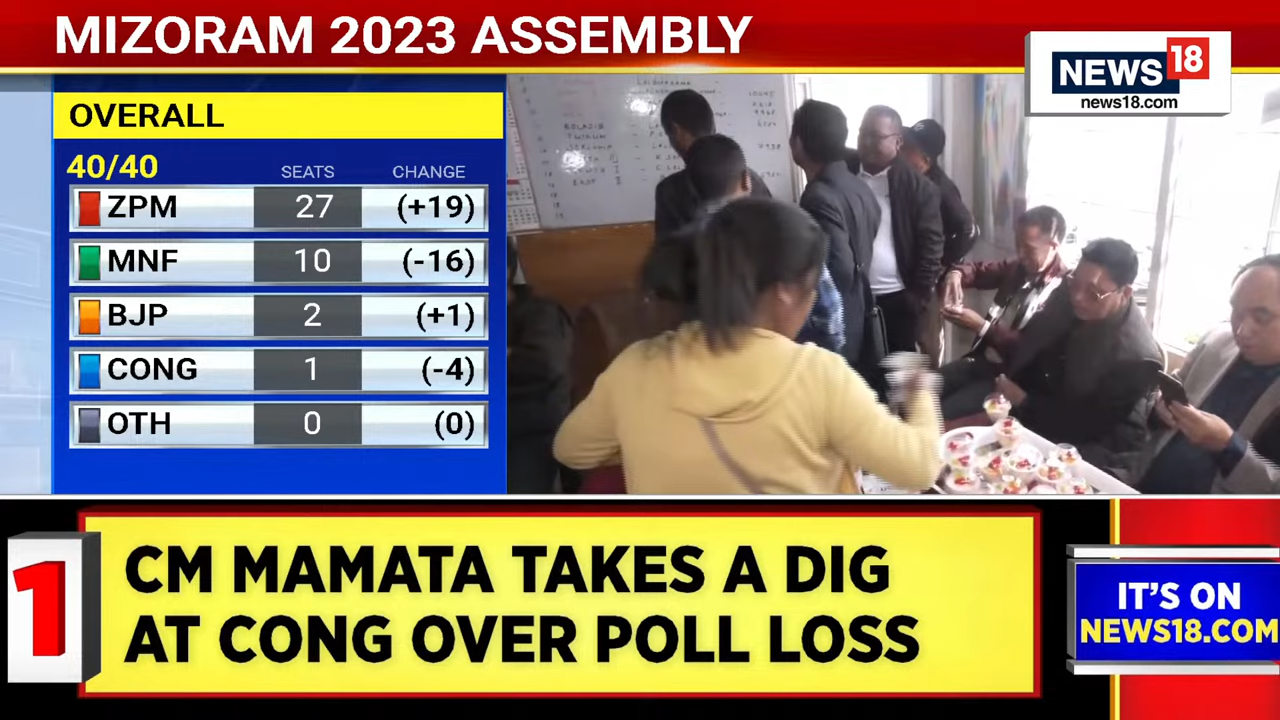 MIZORAM 2023 ASSEMBLY
NEWS18
news18.com
OVERALL
40/40 SEATS CHANGE
ZPM 27 (+19)
MNF 10 (-16)
BJP 2 (+1)
CONG 1 (-4)
OTH 0 (0)
1
CM MAMATA TAKES A DIG
AT CONG OVER POLL LOSS
IT'S ON
NEWS18.COM